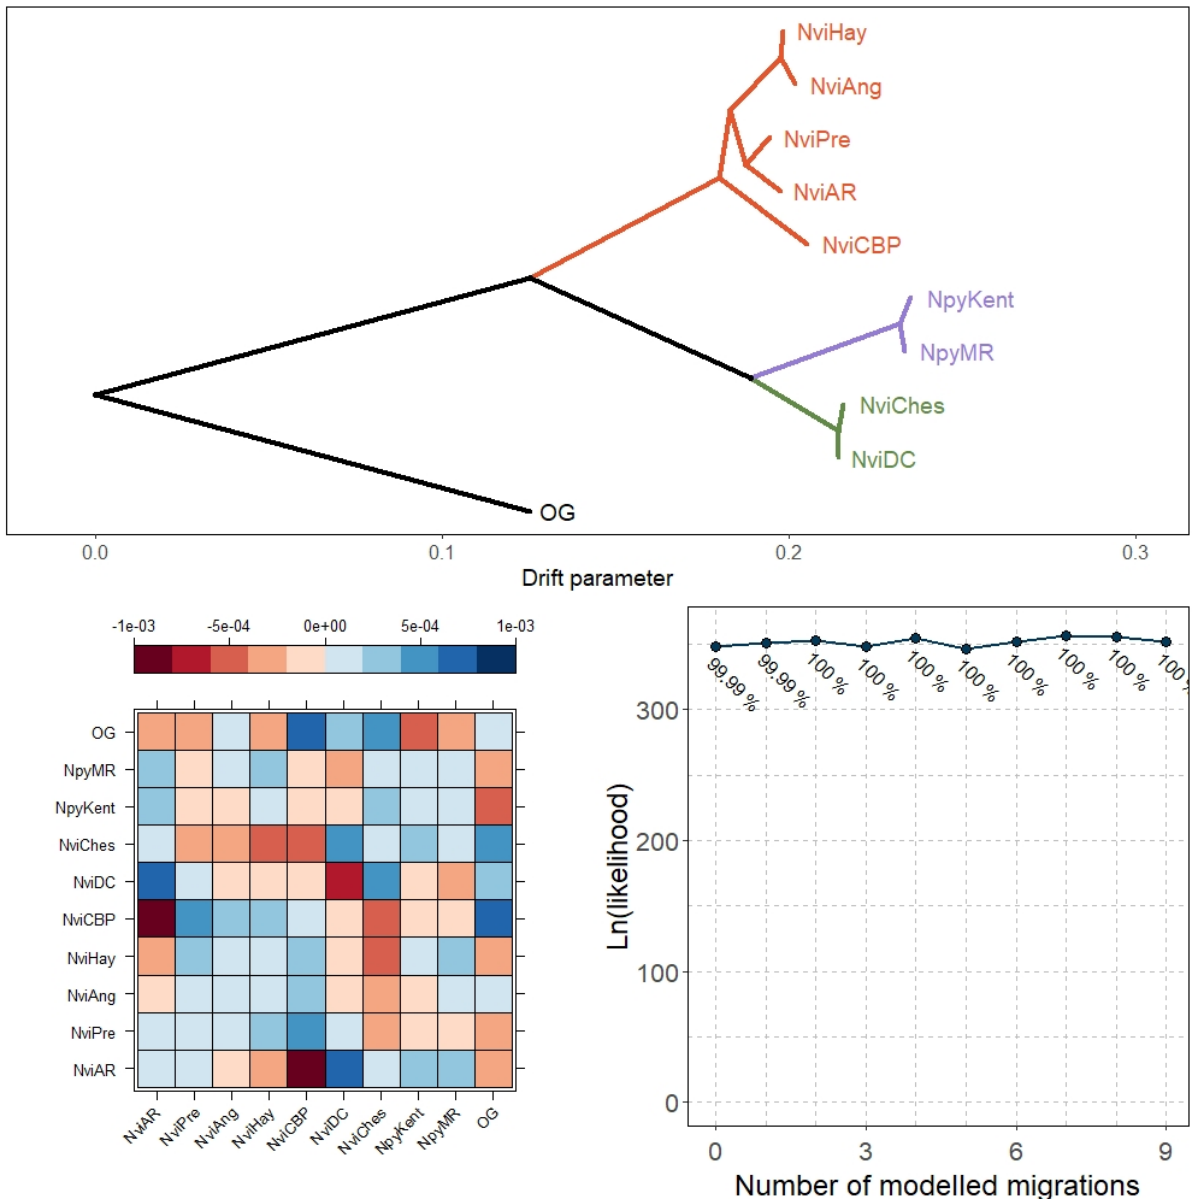 NviHay
NviAng
NviPre
NviAR
NviCBP
NpyKent
NpyMR
NviChes
NviDC
OG
0.0 0.1 0.2 0.3
Drift parameter
-1e-03 -5e-04 0e+00 5e-04 1e-03
OG
NpyMR
NpyKent
NviChes
NviDC
NviCBP
NviHay
NviAng
NviPre
NviAR
NviAR NviPre NviAng NviHay NviCBP NviDC NviChes NpyKent NpyMR OG
99.99 % 99.99 % 100 % 100 % 100 % 100 % 100 % 100 % 100 % 100 %
300
200
100
0
Ln(likelihood)
0 3 6 9
Number of modelled migrations